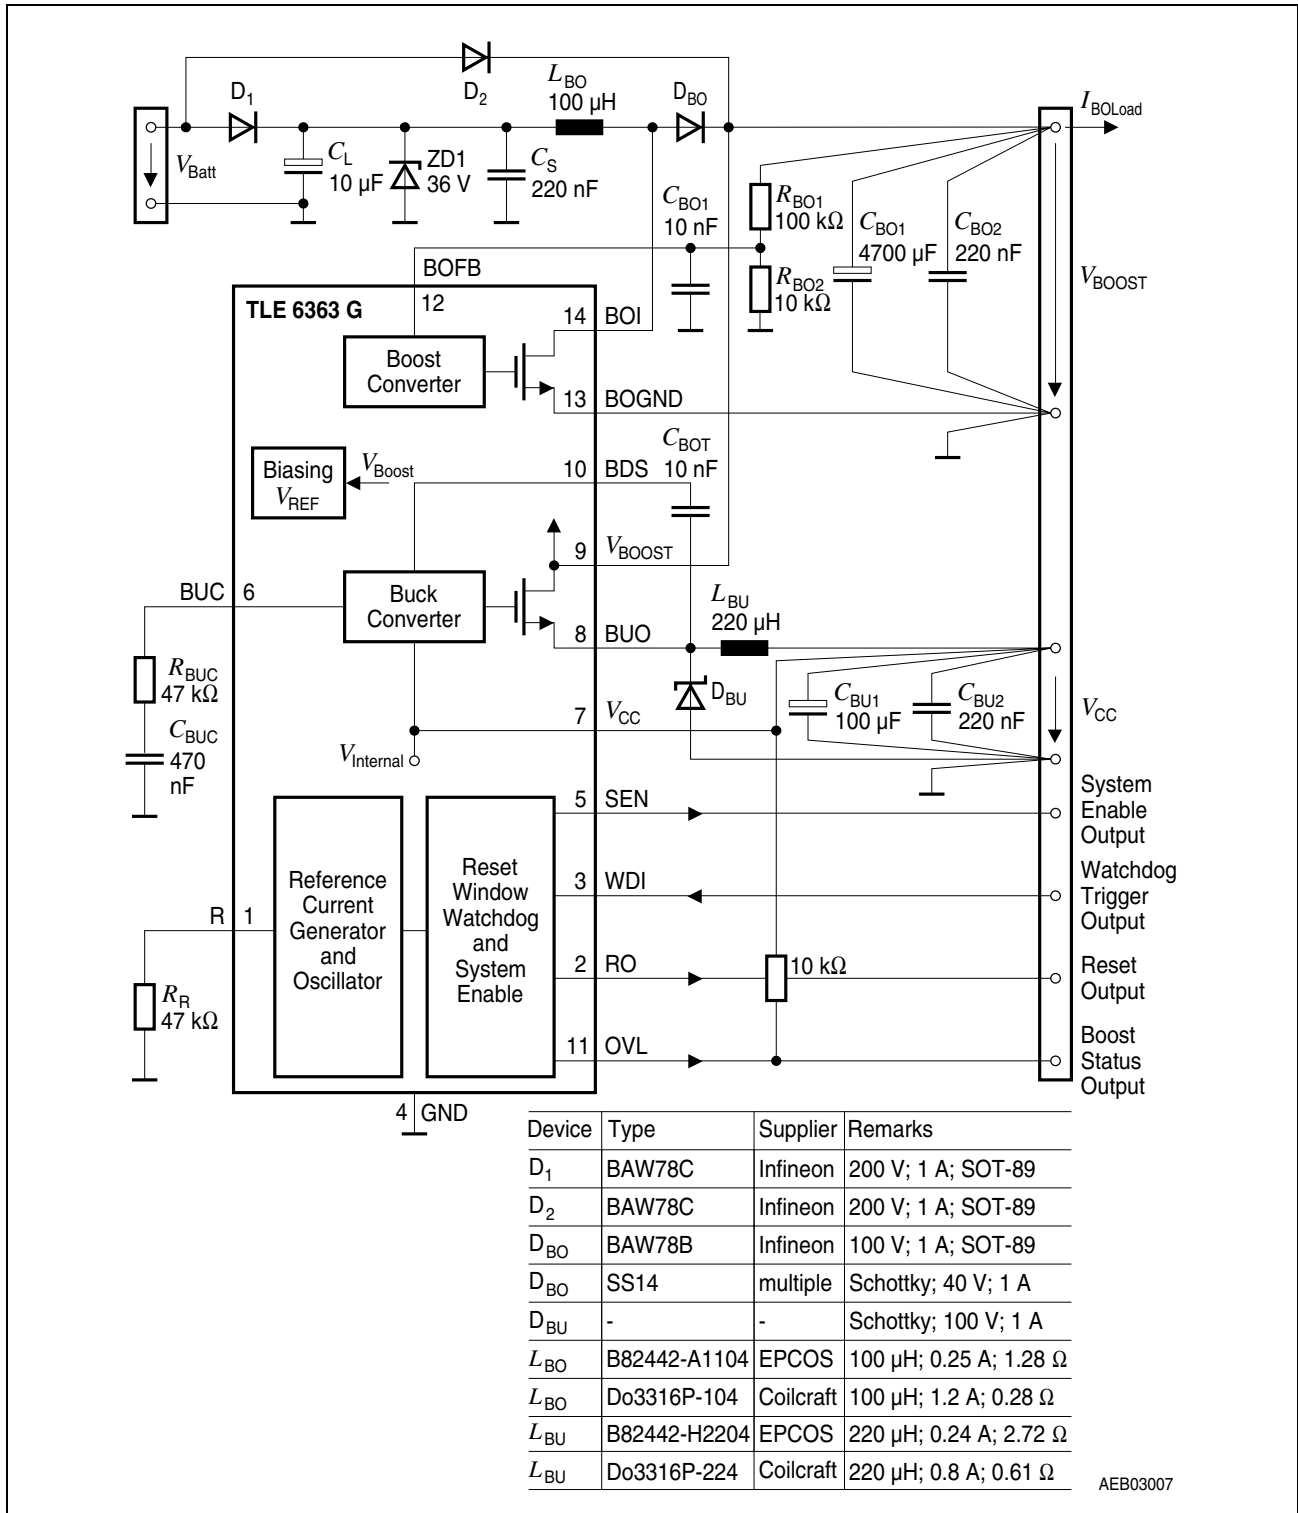 D1
D2
LBO
100 µH
DBO
IBOLoad
VBatt
CL
10 µF
ZD1
36 V
CS
220 nF
CBO1
10 nF
RBO1
100 kΩ
CBO1
4700 µF
CBO2
220 nF
RBO2
10 kΩ
VBOOST
BOFB
12
TLE 6363 G
14 BOI
Boost
Converter
13 BOGND
CBOT
10 nF
Biasing
VREF
VBoost
10 BDS
9 VBOOST
BUC 6
Buck
Converter
LBU
220 µH
8 BUO
RBUC
47 kΩ
DBU
CBU1
100 µF
CBU2
220 nF
VCC
7 VCC
CBUC
470
nF
VInternal
5 SEN
System
Enable
Output
Reference
Current
Generator
and
Oscillator
Reset
Window
Watchdog
and
System
Enable
3 WDI
Watchdog
Trigger
Output
R 1
2 RO
10 kΩ
Reset
Output
RR
47 kΩ
11 OVL
Boost
Status
Output
4 GND
Device Type Supplier Remarks
D1 BAW78C Infineon 200 V; 1 A; SOT-89
D2 BAW78C Infineon 200 V; 1 A; SOT-89
DBO BAW78B Infineon 100 V; 1 A; SOT-89
DBO SS14 multiple Schottky; 40 V; 1 A
DBU - - Schottky; 100 V; 1 A
LBO B82442-A1104 EPCOS 100 µH; 0.25 A; 1.28 Ω
LBO Do3316P-104 Coilcraft 100 µH; 1.2 A; 0.28 Ω
LBU B82442-H2204 EPCOS 220 µH; 0.24 A; 2.72 Ω
LBU Do3316P-224 Coilcraft 220 µH; 0.8 A; 0.61 Ω
AEB03007